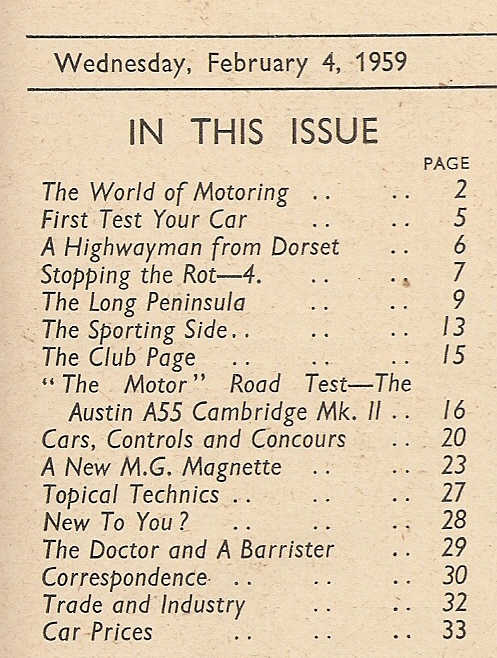 Wednesday, February 4, 1959
IN THIS ISSUE
PAGE
The World of Motoring .. .. 2
First Test Your Car .. .. 5
A Highwayman from Dorset .. 6
Stopping the Rot—4. .. .. 7
The Long Peninsula .. .. 9
The Sporting Side.. .. .. 13
The Club Page .. .. .. 15
"The Motor" Road Test—The
Austin A55 Cambridge Mk. II .. 16
Cars, Controls and Concours .. 20
A New M.G. Magnette .. .. 23
Topical Technics .. .. .. 27
New To You? .. .. .. 28
The Doctor and A Barrister .. 29
Correspondence .. .. .. 30
Trade and Industry .. .. 32
Car Prices .. .. .. 33